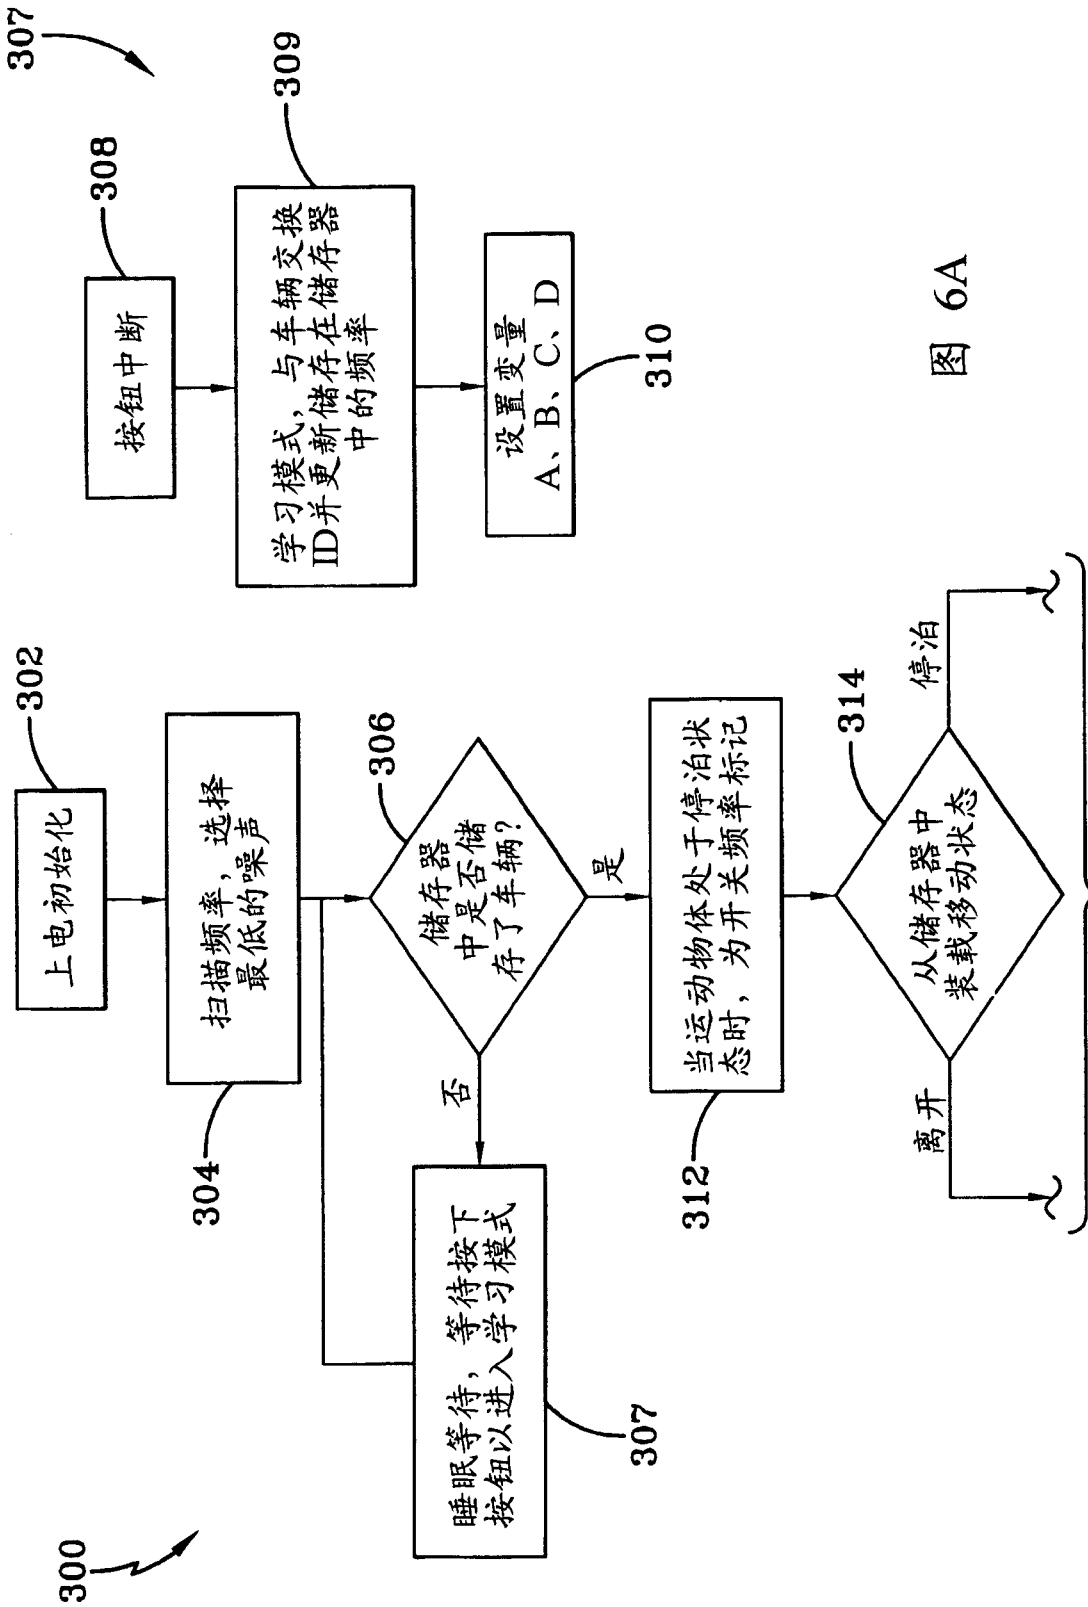 300
302
上电初始化
304
扫描频率，选择
最低的噪声
306
储存器
中是否储
存了车辆？
否
是
307
睡眠等待，等待按下
按钮以进入学习模式
312
当运动物体处于停泊状
态时，为开关频率标记
314
从储存器中
装载移动状态
离开
停泊
307
308
按钮中断
309
学习模式，与车辆交换
ID并更新储存在储存器
中的频率
310
设置变量
A、B、C、D
图 6A